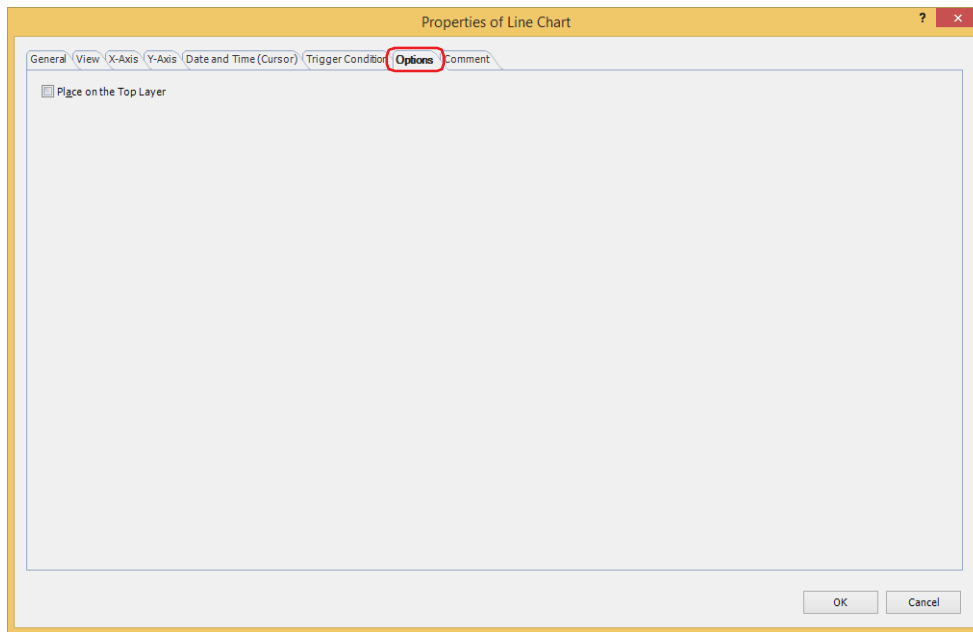 Properties of Line Chart ? ×
General View X-Axis Y-Axis Date and Time (Cursor) Trigger Condition Options Comment
Place on the Top Layer
OK Cancel